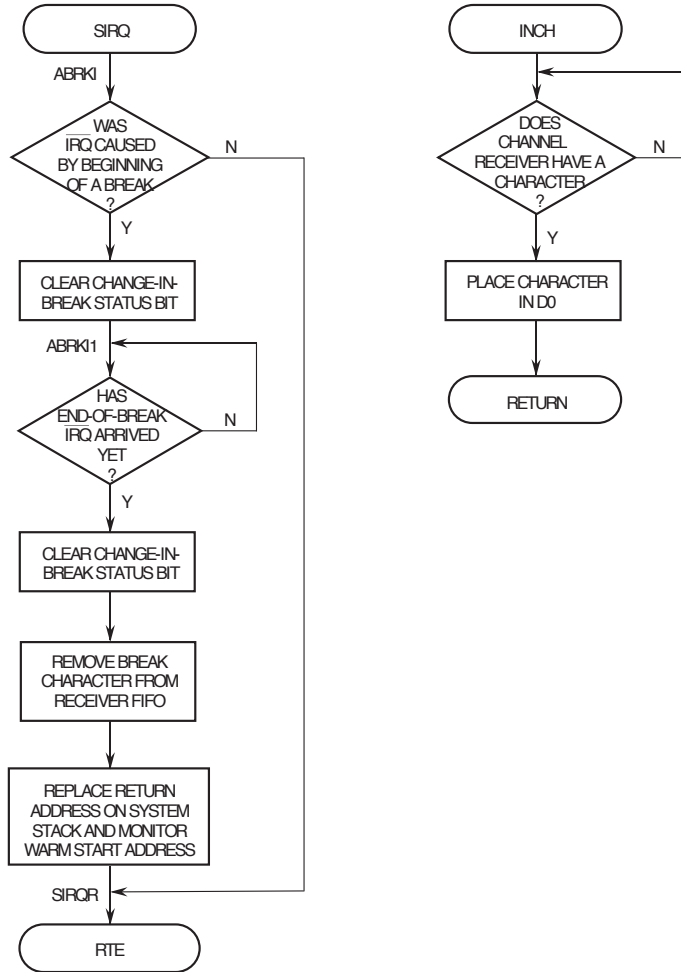 SIRQ
ABRKI
WAS
IRQ CAUSED
BY BEGINNING
OF A BREAK
?
N
Y
CLEAR CHANGE-IN-
BREAK STATUS BIT
ABRKI1
HAS
END-OF-BREAK
IRQ ARRIVED
YET
?
N
Y
CLEAR CHANGE-IN-
BREAK STATUS BIT
REMOVE BREAK
CHARACTER FROM
RECEIVER FIFO
REPLACE RETURN
ADDRESS ON SYSTEM
STACK AND MONITOR
WARM START ADDRESS
SIRQR
RTE
INCH
DOES
CHANNEL
RECEIVER HAVE A
CHARACTER
?
N
Y
PLACE CHARACTER
IN D0
RETURN